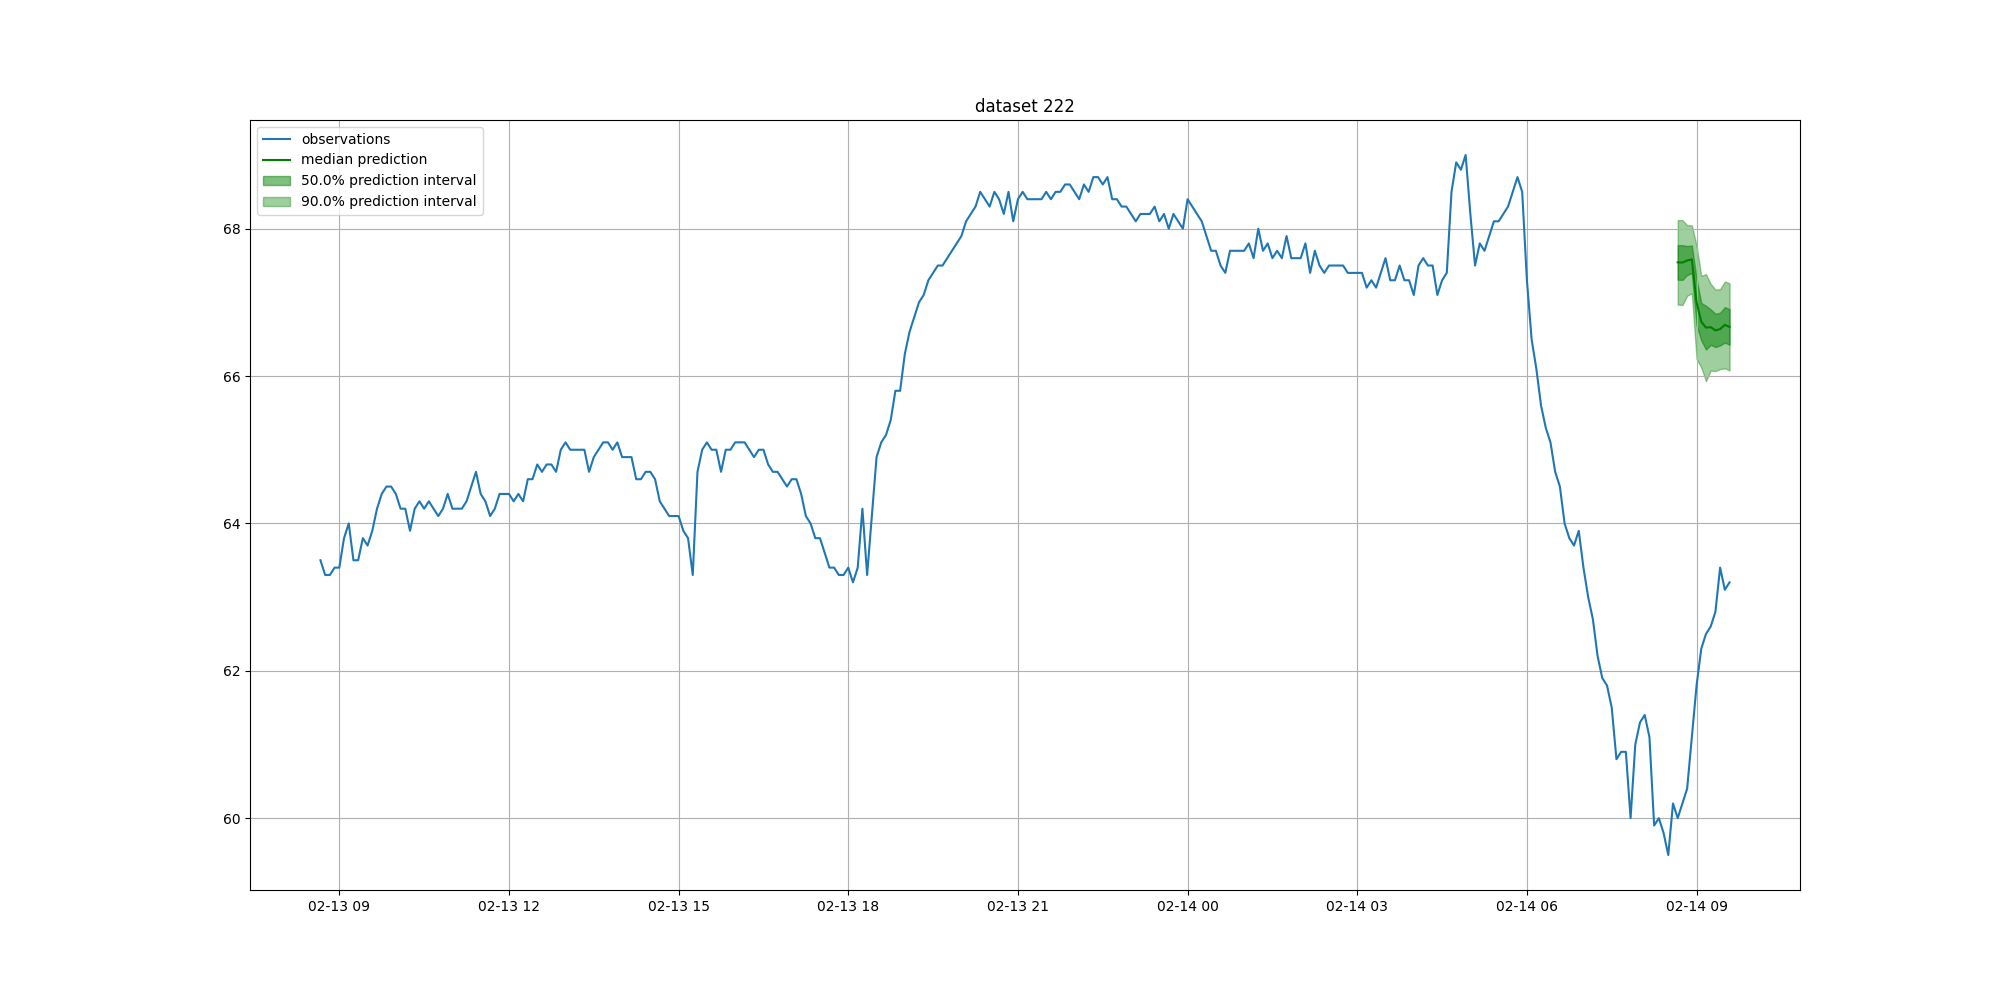 dataset 222
observations
median prediction
50.0% prediction interval
90.0% prediction interval
68
66
64
62
60
02-13 09 02-13 12 02-13 15 02-13 18 02-13 21 02-14 00 02-14 03 02-14 06 02-14 09